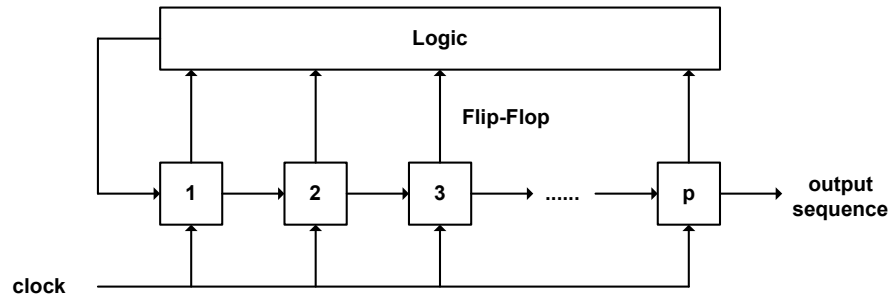 Logic
Flip-Flop
1
2
3
......
p
output
sequence
clock